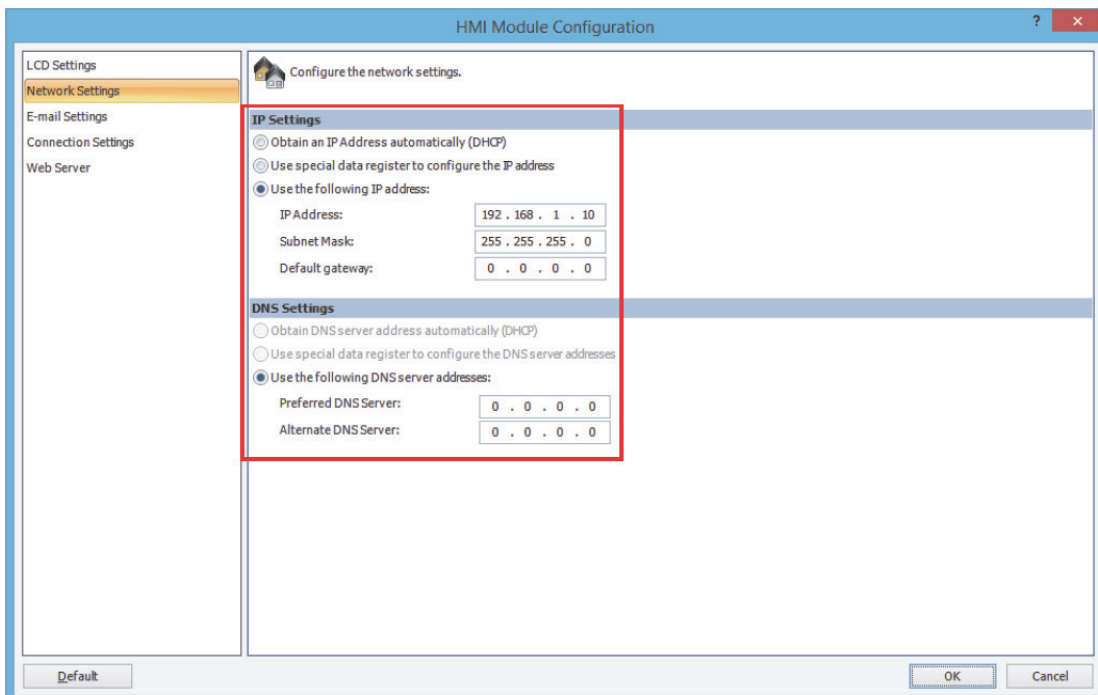 HMI Module Configuration
?
LCD Settings
Network Settings
E-mail Settings
Connection Settings
Web Server
Configure the network settings.
IP Settings
Obtain an IP Address automatically (DHCP)
Use special data register to configure the IP address
Use the following IP address:
IP Address: 192 . 168 . 1 . 10
Subnet Mask: 255 . 255 . 255 . 0
Default gateway: 0 . 0 . 0 . 0
DNS Settings
Obtain DNS server address automatically (DHCP)
Use special data register to configure the DNS server addresses
Use the following DNS server addresses:
Preferred DNS Server: 0 . 0 . 0 . 0
Alternate DNS Server: 0 . 0 . 0 . 0
Default OK Cancel